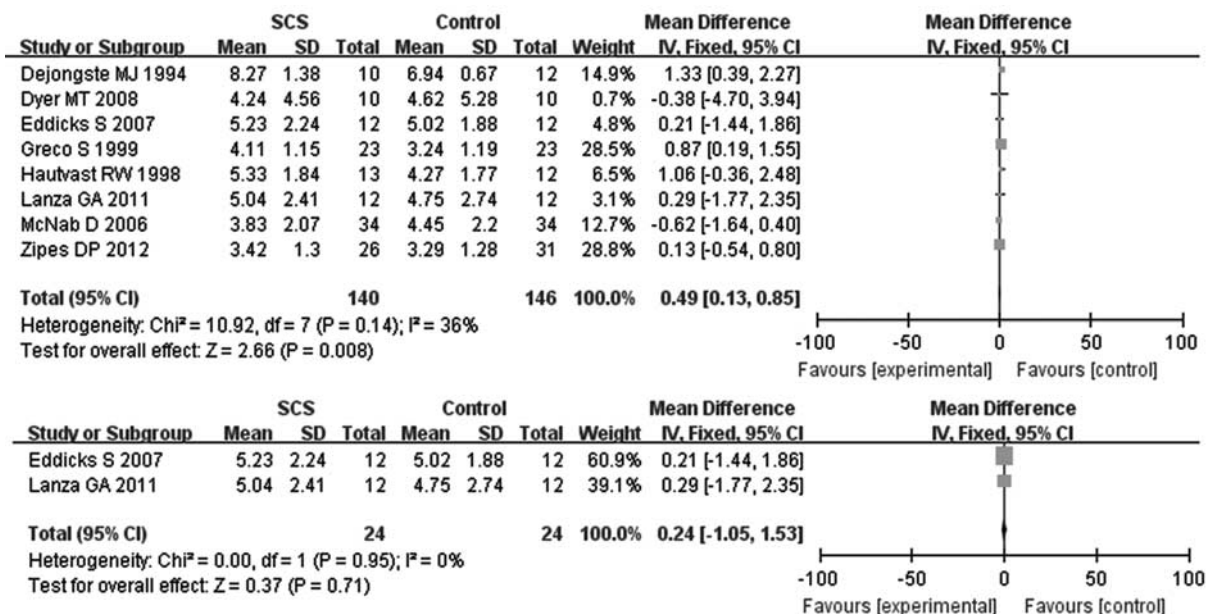 SCS Control Mean Difference Mean Difference
Study or Subgroup Mean SD Total Mean SD Total Weight IV, Fixed, 95% CI IV, Fixed, 95% CI
Dejongste MJ 1994 8.27 1.38 10 6.94 0.67 12 14.9% 1.33 [0.39, 2.27]
Dyer MT 2008 4.24 4.56 10 4.62 5.28 10 0.7% -0.38 [-4.70, 3.94]
Eddicks S 2007 5.23 2.24 12 5.02 1.88 12 4.8% 0.21 [-1.44, 1.86]
Greco S 1999 4.11 1.15 23 3.24 1.19 23 28.5% 0.87 [0.19, 1.55]
Hautvast RW 1998 5.33 1.84 13 4.27 1.77 12 6.5% 1.06 [-0.36, 2.48]
Lanza GA 2011 5.04 2.41 12 4.75 2.74 12 3.1% 0.29 [-1.77, 2.35]
McNab D 2006 3.83 2.07 34 4.45 2.2 34 12.7% -0.62 [-1.64, 0.40]
Zipes DP 2012 3.42 1.3 26 3.29 1.28 31 28.8% 0.13 [-0.54, 0.80]
Total (95% CI) 140 146 100.0% 0.49 [0.13, 0.85]
Heterogeneity: Chi² = 10.92, df = 7 (P = 0.14); I² = 36%
Test for overall effect: Z = 2.66 (P = 0.008)
-100 -50 0 50 100
Favours [experimental] Favours [control]
SCS Control Mean Difference Mean Difference
Study or Subgroup Mean SD Total Mean SD Total Weight IV, Fixed, 95% CI IV, Fixed, 95% CI
Eddicks S 2007 5.23 2.24 12 5.02 1.88 12 60.9% 0.21 [-1.44, 1.86]
Lanza GA 2011 5.04 2.41 12 4.75 2.74 12 39.1% 0.29 [-1.77, 2.35]
Total (95% CI) 24 24 100.0% 0.24 [-1.05, 1.53]
Heterogeneity: Chi² = 0.00, df = 1 (P = 0.95); I² = 0%
Test for overall effect: Z = 0.37 (P = 0.71)
-100 -50 0 50 100
Favours [experimental] Favours [control]